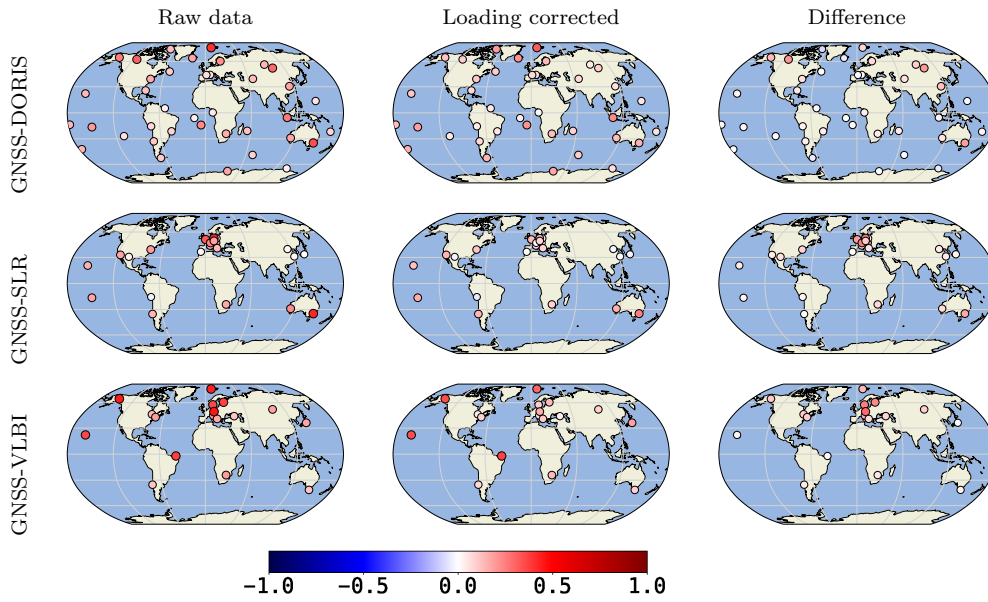 Raw data Loading corrected Difference
GNSS-DORIS
GNSS-SLR
GNSS-VLBI
-1.0 -0.5 0.0 0.5 1.0